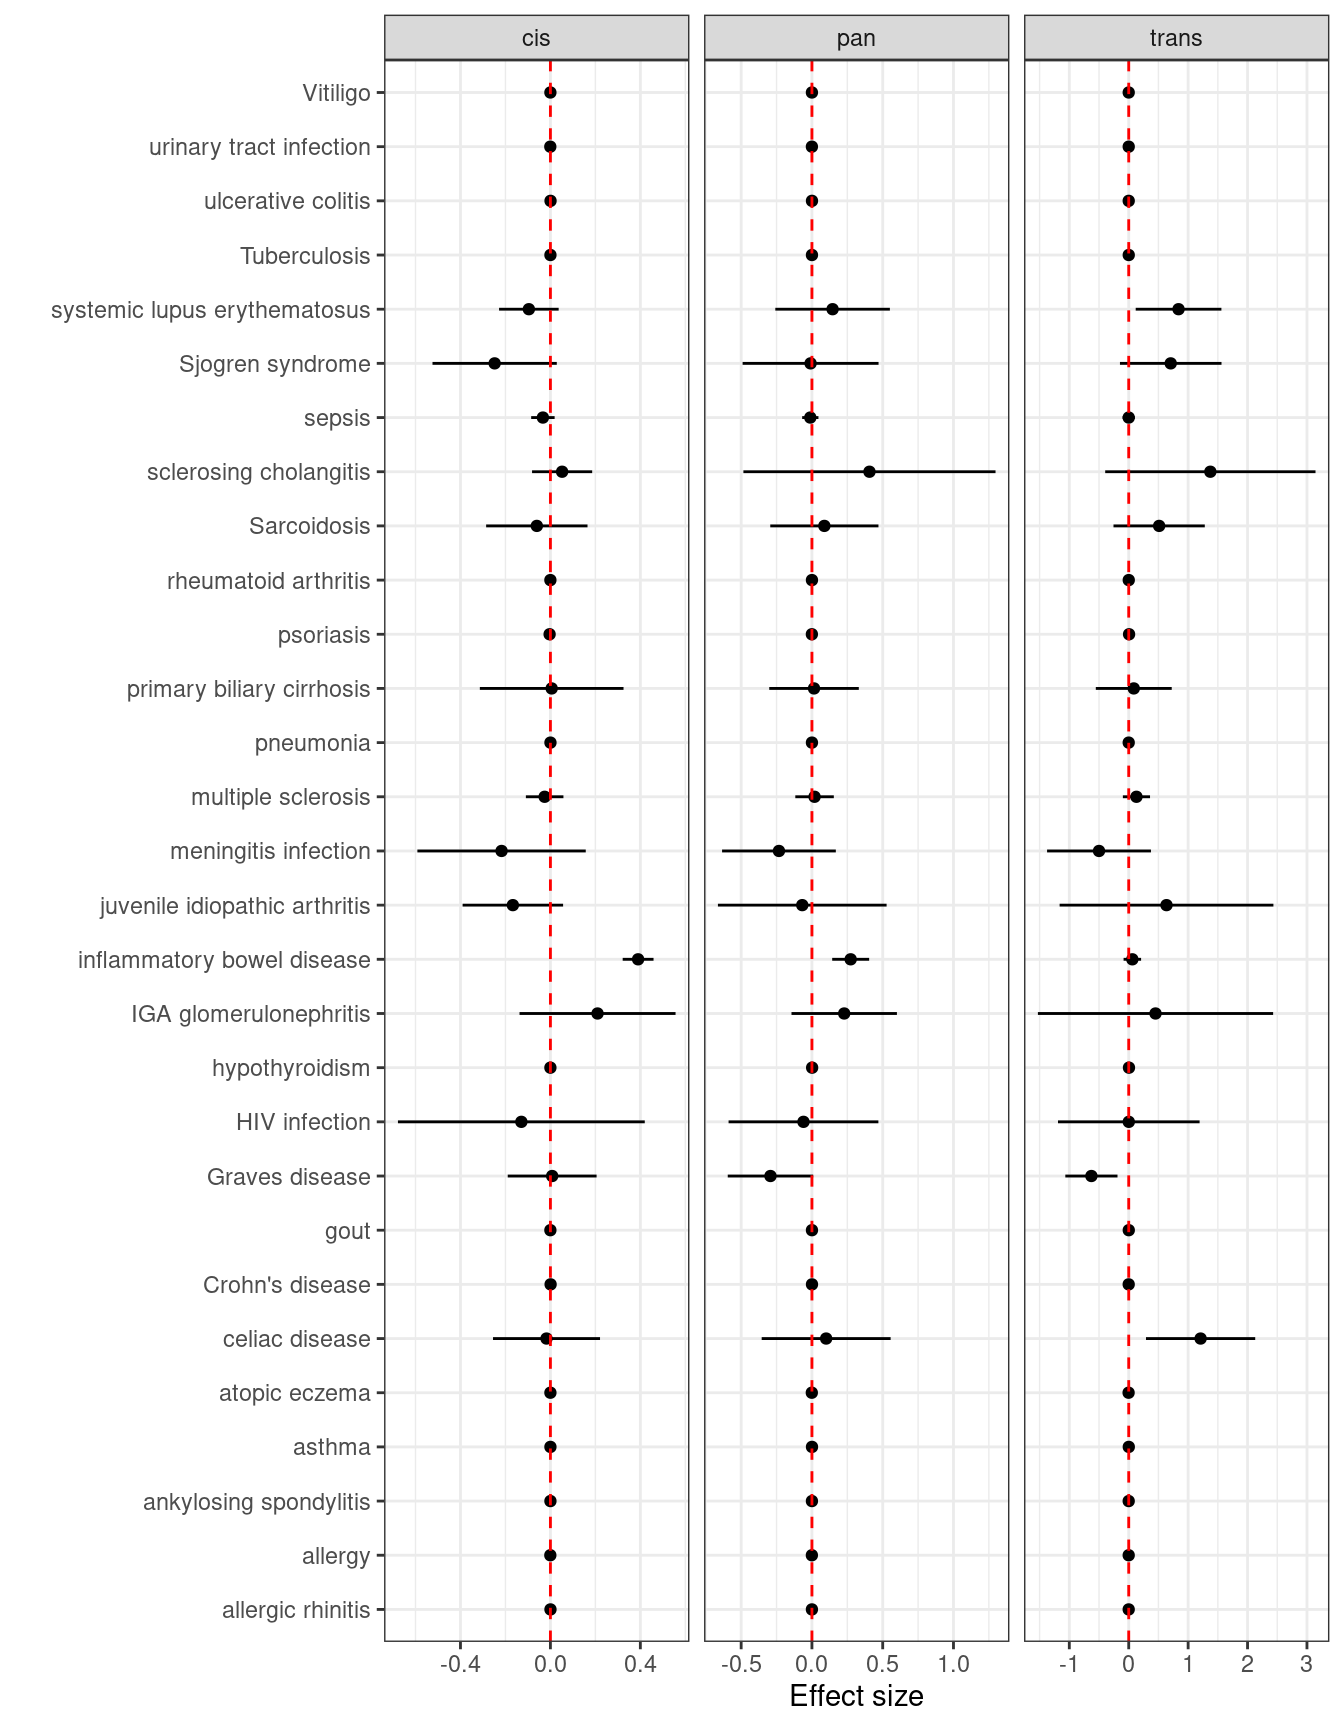 cis pan trans
Vitiligo
urinary tract infection
ulcerative colitis
Tuberculosis
systemic lupus erythematosus
Sjogren syndrome
sepsis
sclerosing cholangitis
Sarcoidosis
rheumatoid arthritis
psoriasis
primary biliary cirrhosis
pneumonia
multiple sclerosis
meningitis infection
juvenile idiopathic arthritis
inflammatory bowel disease
IGA glomerulonephritis
hypothyroidism
HIV infection
Graves disease
gout
Crohn's disease
celiac disease
atopic eczema
asthma
ankylosing spondylitis
allergy
allergic rhinitis
-0.4 0.0 0.4 -0.5 0.0 0.5 1.0 -1 0 1 2 3
Effect size